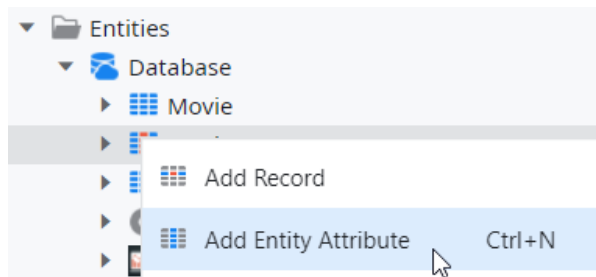 Entities
Database
Movie
Add Record
Add Entity Attribute Ctrl+N